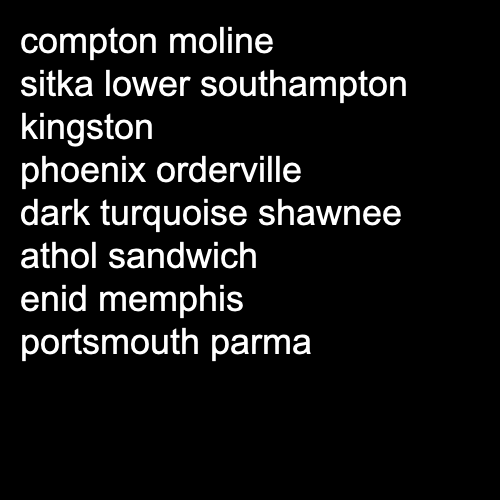 compton moline
sitka lower southampton
kingston
phoenix orderville
dark turquoise shawnee
athol sandwich
enid memphis
portsmouth parma